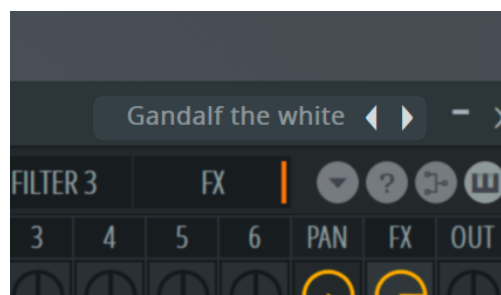 Gandalf the white
FILTER 3 FX
?
3 4 5 6 PAN FX OUT